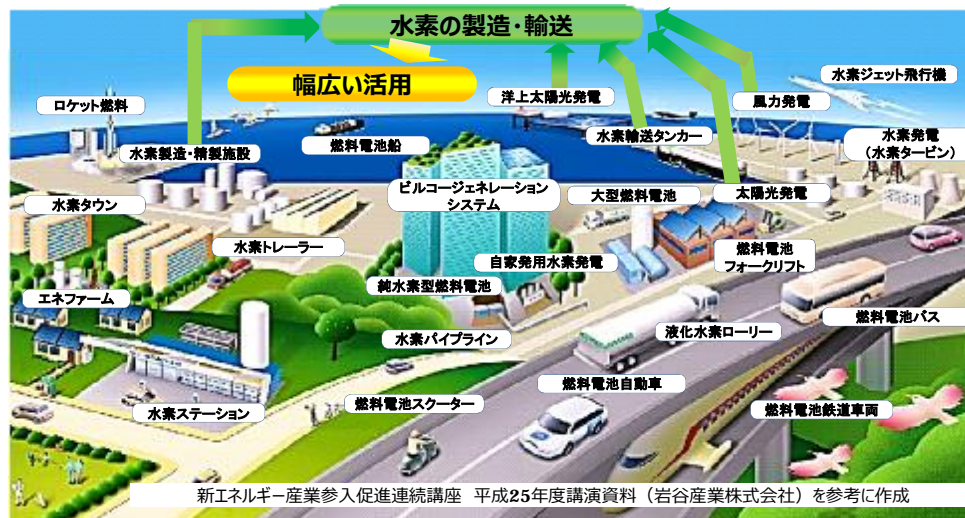 水素の製造・輸送
幅広い活用
水素ジェット飛行機
ロケット燃料
洋上太陽光発電
風力発電
水素製造・精製施設
燃料電池船
水素輸送タンカー
水素発電
（水素タービン）
ビルコージェネレーション
システム
大型燃料電池
太陽光発電
水素タウン
水素トレーラー
自家発用水素発電
燃料電池
フォークリフト
エネファーム
純水素型燃料電池
水素パイプライン
液化水素ローリー
燃料電池バス
燃料電池自動車
水素ステーション
燃料電池スクーター
燃料電池鉄道車両
新エネルギー産業参入促進連続講座 平成25年度講演資料（岩谷産業株式会社）を参考に作成